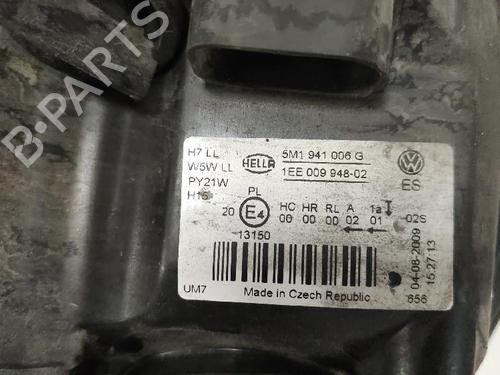 H7 LL
W5W LL
PY21W
H15
HELLA
5M1 941 006 G
1EE 009 948-02
ES
PL
20 E4
13150
HC HR RL A 1a
00 00 00 02 01 02S
UM7
Made in Czech Republic
04-08-2009
15:27 13
656
B-PARTS